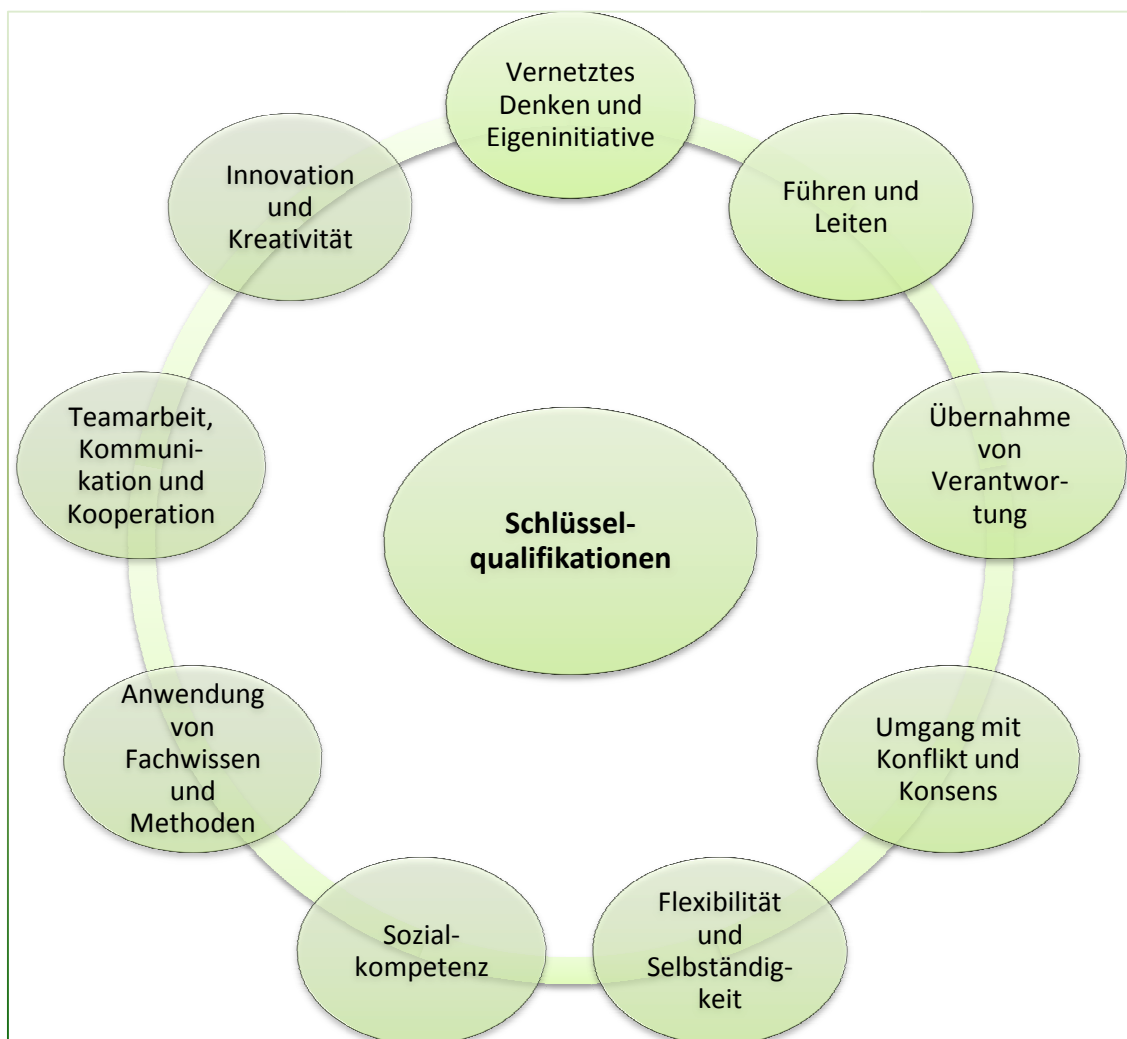 Vernetztes
Denken und
Eigeninitiative
Führen und
Leiten
Übernahme
von
Verantwor-
tung
Umgang mit
Konflikt und
Konsens
Flexibilität
und
Selbständig-
keit
Sozial-
kompetenz
Anwendung
von
Fachwissen
und
Methoden
Teamarbeit,
Kommuni-
kation und
Kooperation
Innovation
und
Kreativität
Schlüssel-
qualifikationen